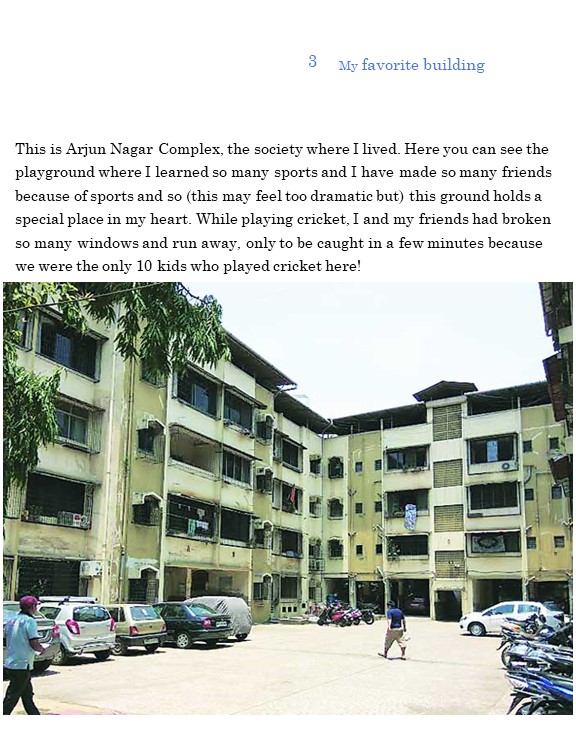 3 My favorite building
This is Arjun Nagar Complex, the society where I lived. Here you can see the
playground where I learned so many sports and I have made so many friends
because of sports and so (this may feel too dramatic but) this ground holds a
special place in my heart. While playing cricket, I and my friends had broken
so many windows and run away, only to be caught in a few minutes because
we were the only 10 kids who played cricket here!